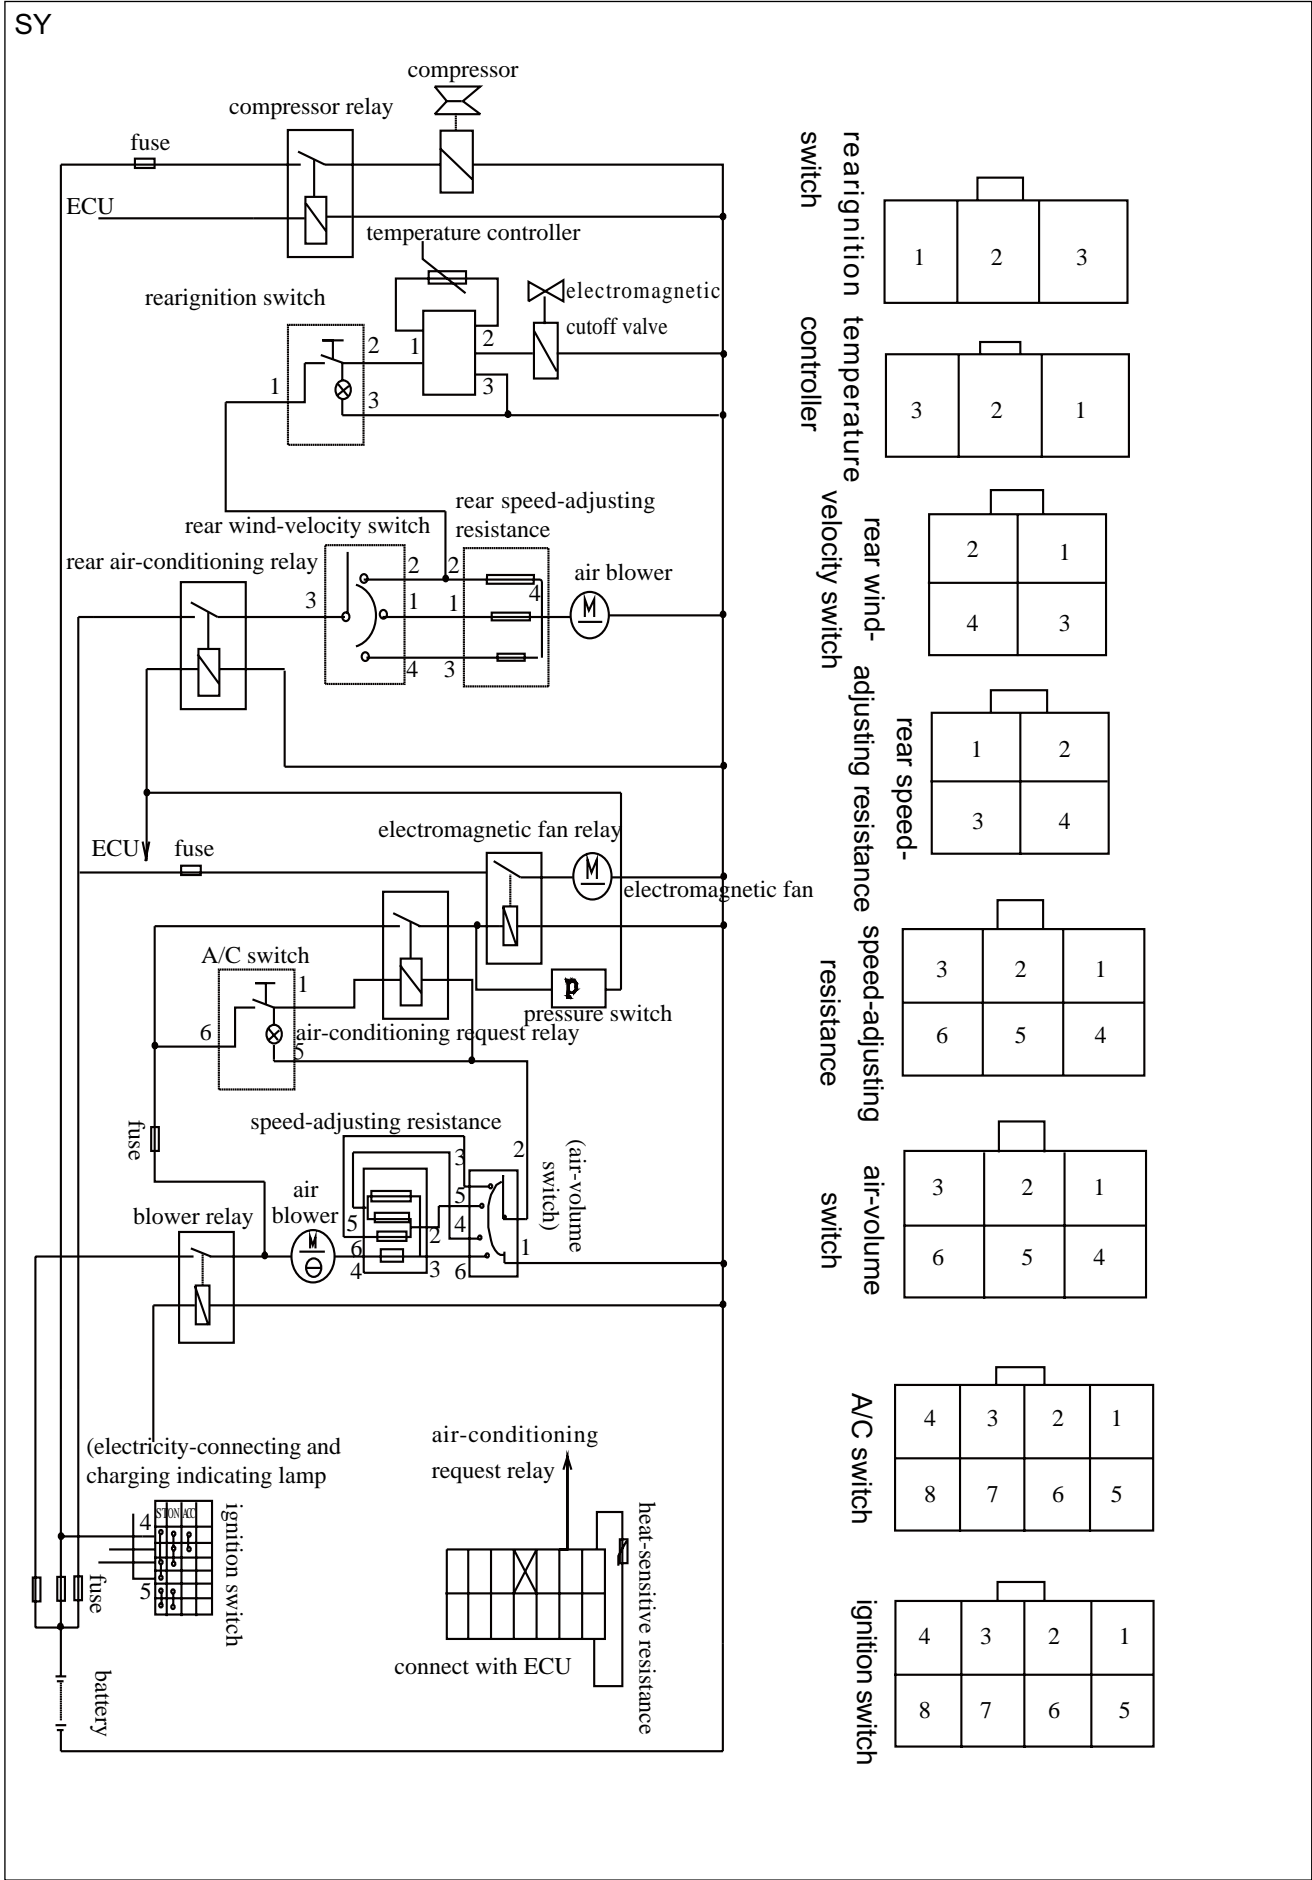 SY
compressor
compressor relay
fuse
ECU
temperature controller
rearignition switch
electromagnetic
cutoff valve
1
2
3
1
2
3
rear speed-adjusting
resistance
rear wind-velocity switch
rear air-conditioning relay
air blower
3
2
1
4
2
1
3
4
M
electromagnetic fan relay
ECU
fuse
M
electromagnetic fan
A/C switch
1
6
5
P
pressure switch
air-conditioning request relay
fuse
speed-adjusting resistance
air
blower
blower relay
M
5
6
4
2
3
3
5
4
6
2
1
(air-volume
switch)
(electricity-connecting and
charging indicating lamp
ST ON ACC
4
5
ignition switch
fuse
battery
air-conditioning
request relay
heat-sensitive resistance
connect with ECU
rearignition
switch
1 2 3
temperature
controller
3 2 1
rear wind-
velocity switch
2 1
4 3
rear speed-
adjusting resistance
1 2
3 4
speed-adjusting
resistance
3 2 1
6 5 4
air-volume
switch
3 2 1
6 5 4
A/C switch
4 3 2 1
8 7 6 5
ignition switch
4 3 2 1
8 7 6 5